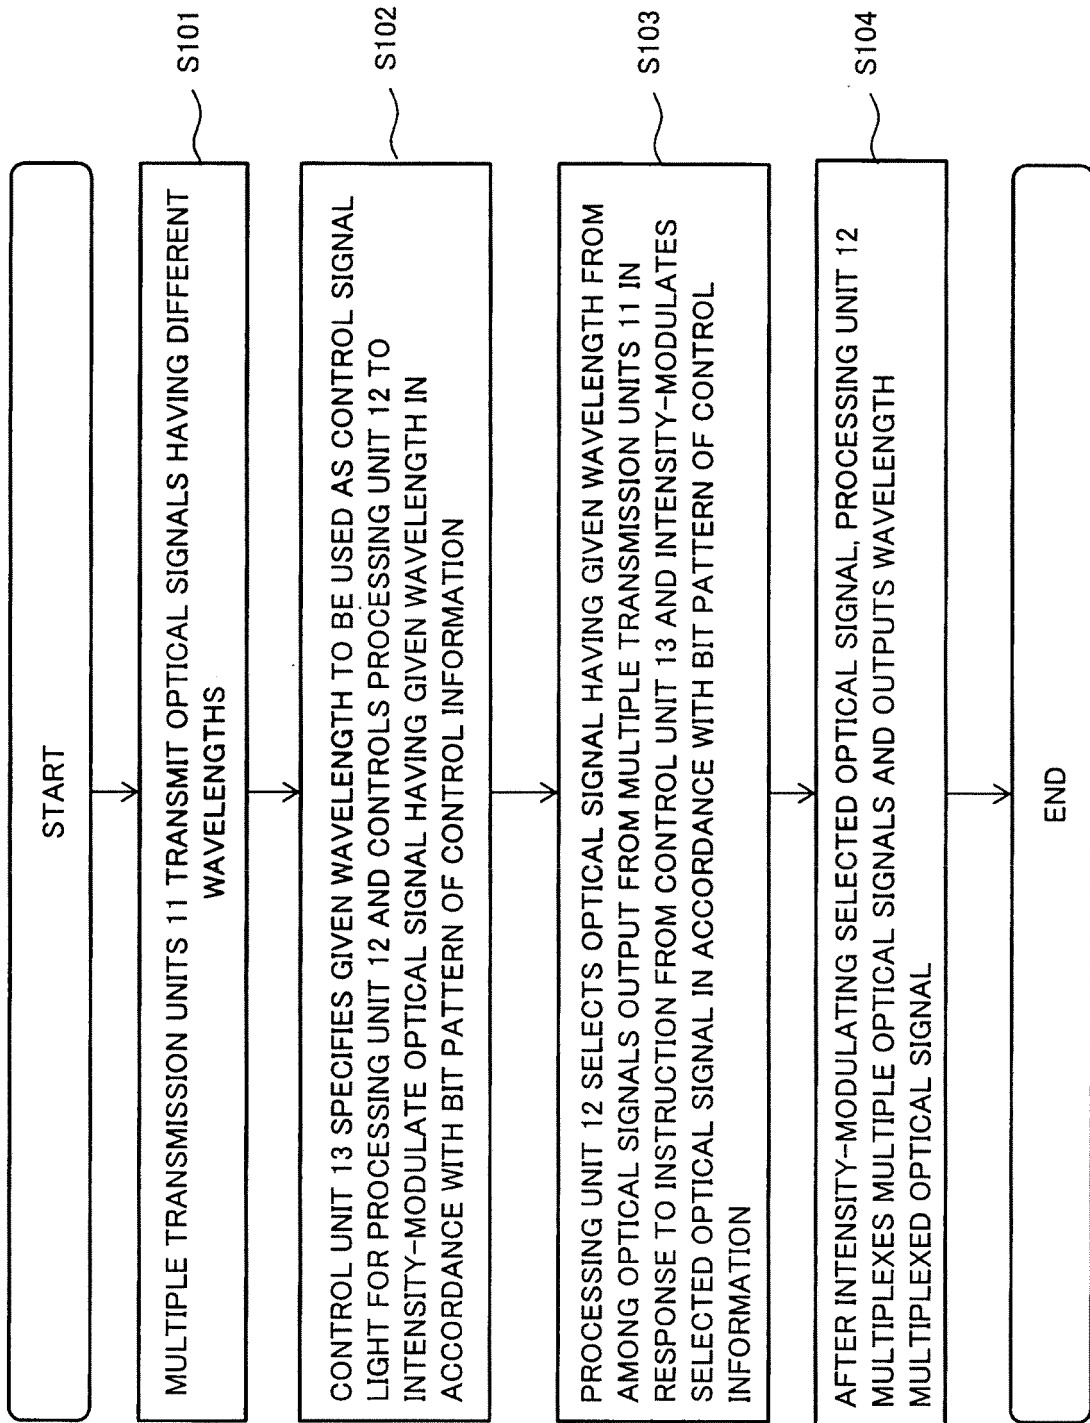 START
MULTIPLE TRANSMISSION UNITS 11 TRANSMIT OPTICAL SIGNALS HAVING DIFFERENT
WAVELENGTHS
S101
CONTROL UNIT 13 SPECIFIES GIVEN WAVELENGTH TO BE USED AS CONTROL SIGNAL
LIGHT FOR PROCESSING UNIT 12 AND CONTROLS PROCESSING UNIT 12 TO
INTENSITY-MODULATE OPTICAL SIGNAL HAVING GIVEN WAVELENGTH IN
ACCORDANCE WITH BIT PATTERN OF CONTROL INFORMATION
S102
PROCESSING UNIT 12 SELECTS OPTICAL SIGNAL HAVING GIVEN WAVELENGTH FROM
AMONG OPTICAL SIGNALS OUTPUT FROM MULTIPLE TRANSMISSION UNITS 11 IN
RESPONSE TO INSTRUCTION FROM CONTROL UNIT 13 AND INTENSITY-MODULATES
SELECTED OPTICAL SIGNAL IN ACCORDANCE WITH BIT PATTERN OF CONTROL
INFORMATION
S103
AFTER INTENSITY-MODULATING SELECTED OPTICAL SIGNAL, PROCESSING UNIT 12
MULTIPLEXES MULTIPLE OPTICAL SIGNALS AND OUTPUTS WAVELENGTH
MULTIPLEXED OPTICAL SIGNAL
S104
END